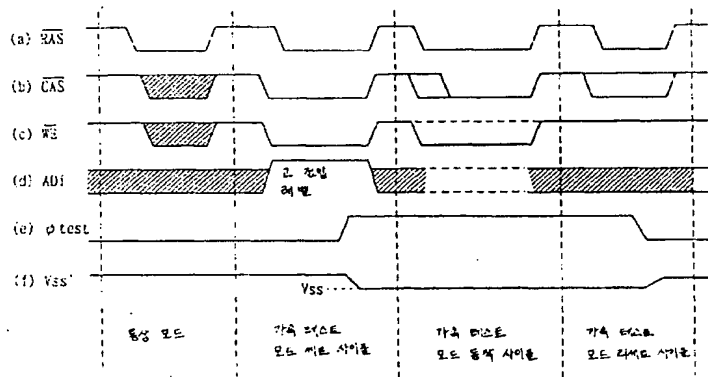 (a) RAS
(b) CAS
(c) WE
(d) ADi
고 전압
레벨
(e) φ test
(f) Vss'
Vss
통상 모드
가속 테스트
모드 세트 사이클
가속 테스트
모드 동작 사이클
가속 테스트
모드 리세트 사이클